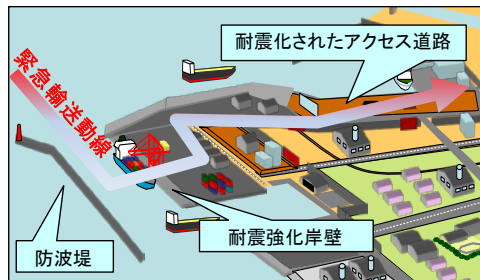 耐震化されたアクセス道路
緊急輸送動線
耐震強化岸壁
防波堤